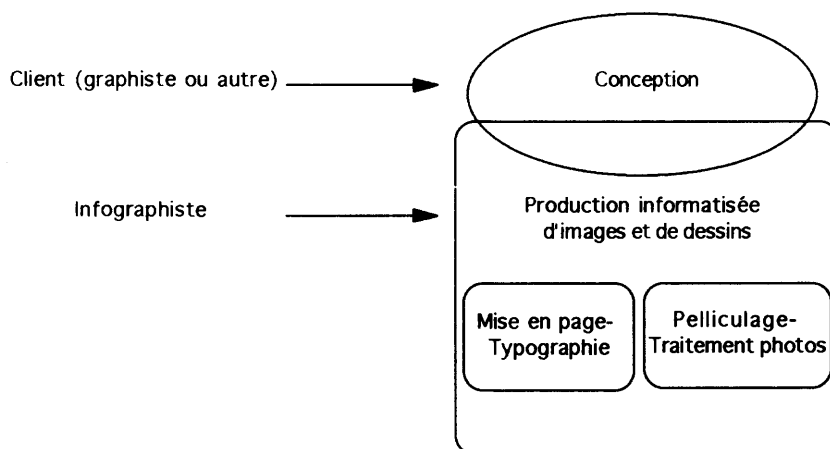 Client (graphiste ou autre)
Conception
Infographiste
Production informatisée
d'images et de dessins
Mise en page-
Typographie
Pelliculage-
Traitement photos